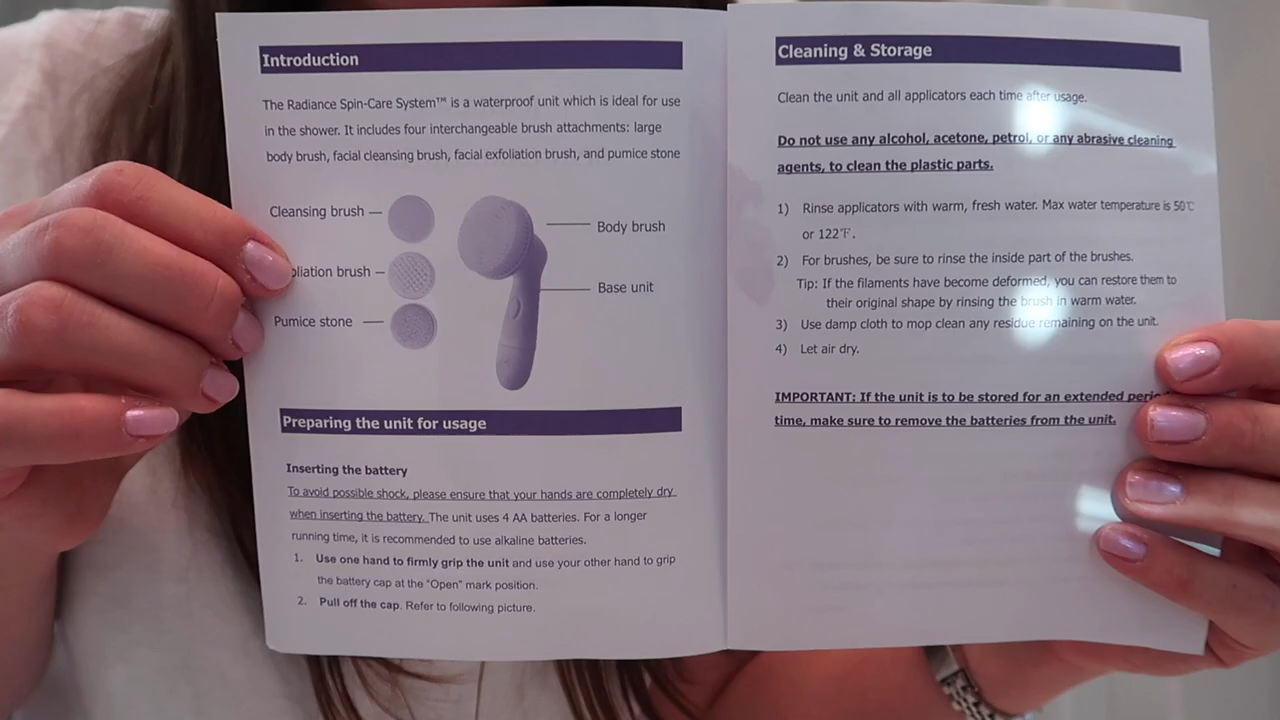 Introduction
The Radiance Spin-Care System™ is a waterproof unit which is ideal for use
in the shower. It includes four interchangeable brush attachments: large
body brush, facial cleansing brush, facial exfoliation brush, and pumice stone
Cleansing brush
oliation brush
Pumice stone
Body brush
Base unit
Preparing the unit for usage
Inserting the battery
To avoid possible shock, please ensure that your hands are completely dry
when inserting the battery. The unit uses 4 AA batteries. For a longer
running time, it is recommended to use alkaline batteries.
1. Use one hand to firmly grip the unit and use your other hand to grip
the battery cap at the "Open" mark position.
2. Pull off the cap. Refer to following picture.
Cleaning & Storage
Clean the unit and all applicators each time after usage.
Do not use any alcohol, acetone, petrol, or any abrasive cleaning
agents, to clean the plastic parts.
1) Rinse applicators with warm, fresh water. Max water temperature is 50℃
or 122℉.
2) For brushes, be sure to rinse the inside part of the brushes.
Tip: If the filaments have become deformed, you can restore them to
their original shape by rinsing the brush in warm water.
3) Use damp cloth to mop clean any residue remaining on the unit.
4) Let air dry.
IMPORTANT: If the unit is to be stored for an extended perio
time, make sure to remove the batteries from the unit.